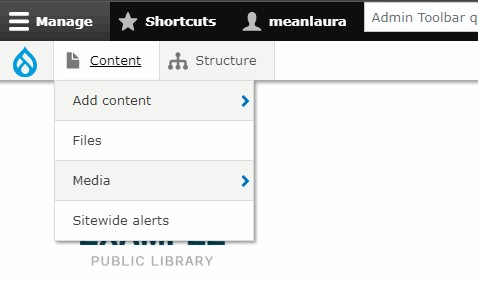 Manage Shortcuts meanlaura Admin Toolbar q
Content Structure
Add content
Files
Media
Sitewide alerts
PUBLIC LIBRARY